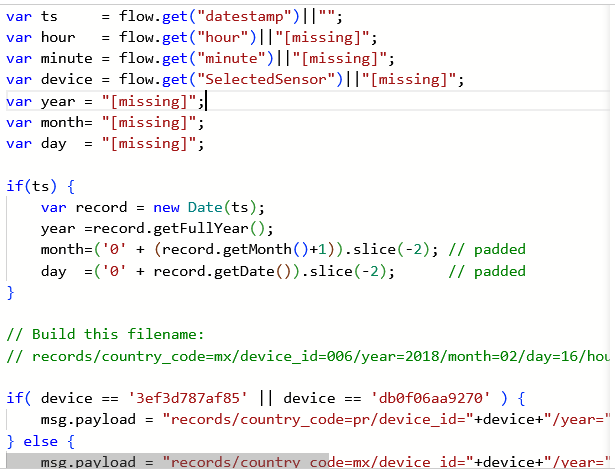 var ts     = flow.get("datestamp")||"";
var hour   = flow.get("hour")||"[missing]";
var minute = flow.get("minute")||"[missing]";
var device = flow.get("SelectedSensor")||"[missing]";
var year = "[missing]";
var month= "[missing]";
var day  = "[missing]";

if(ts) {
    var record = new Date(ts);
    year =record.getFullYear();
    month=('0' + (record.getMonth()+1)).slice(-2); // padded
    day  =('0' + record.getDate()).slice(-2);      // padded
}

// Build this filename:
// records/country_code=mx/device_id=006/year=2018/month=02/day=16/hou

if( device == '3ef3d787af85' || device == 'db0f06aa9270' ) {
    msg.payload = "records/country_code=pr/device_id="+device+"/year="
} else {
    msg.payload = "records/country_code=mx/device_id="+device+"/year="